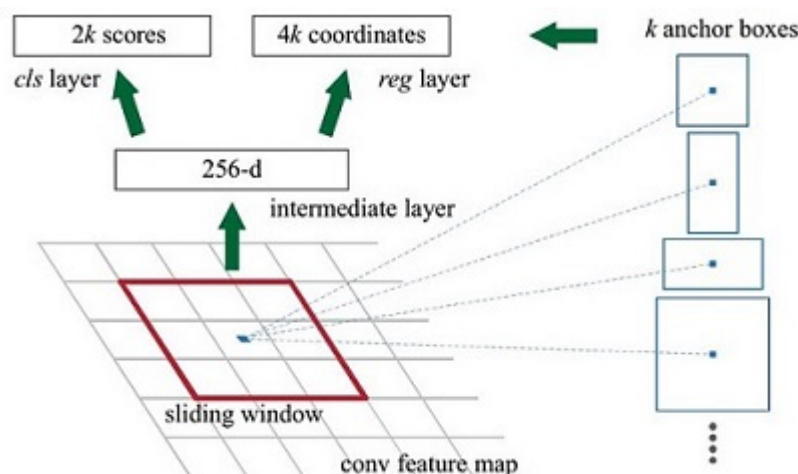 2k scores
4k coordinates
k anchor boxes
cls layer
reg layer
256-d
intermediate layer
sliding window
conv feature map